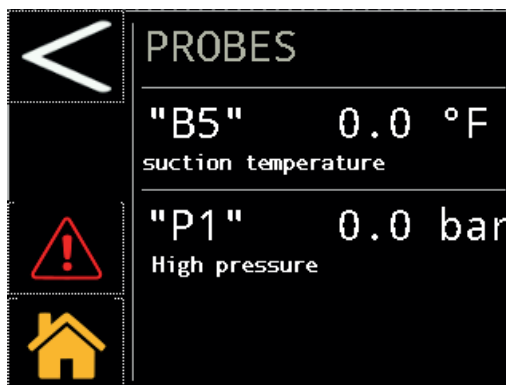 PROBES
"B5" 0.0 °F
suction temperature
"P1" 0.0 bar
High pressure